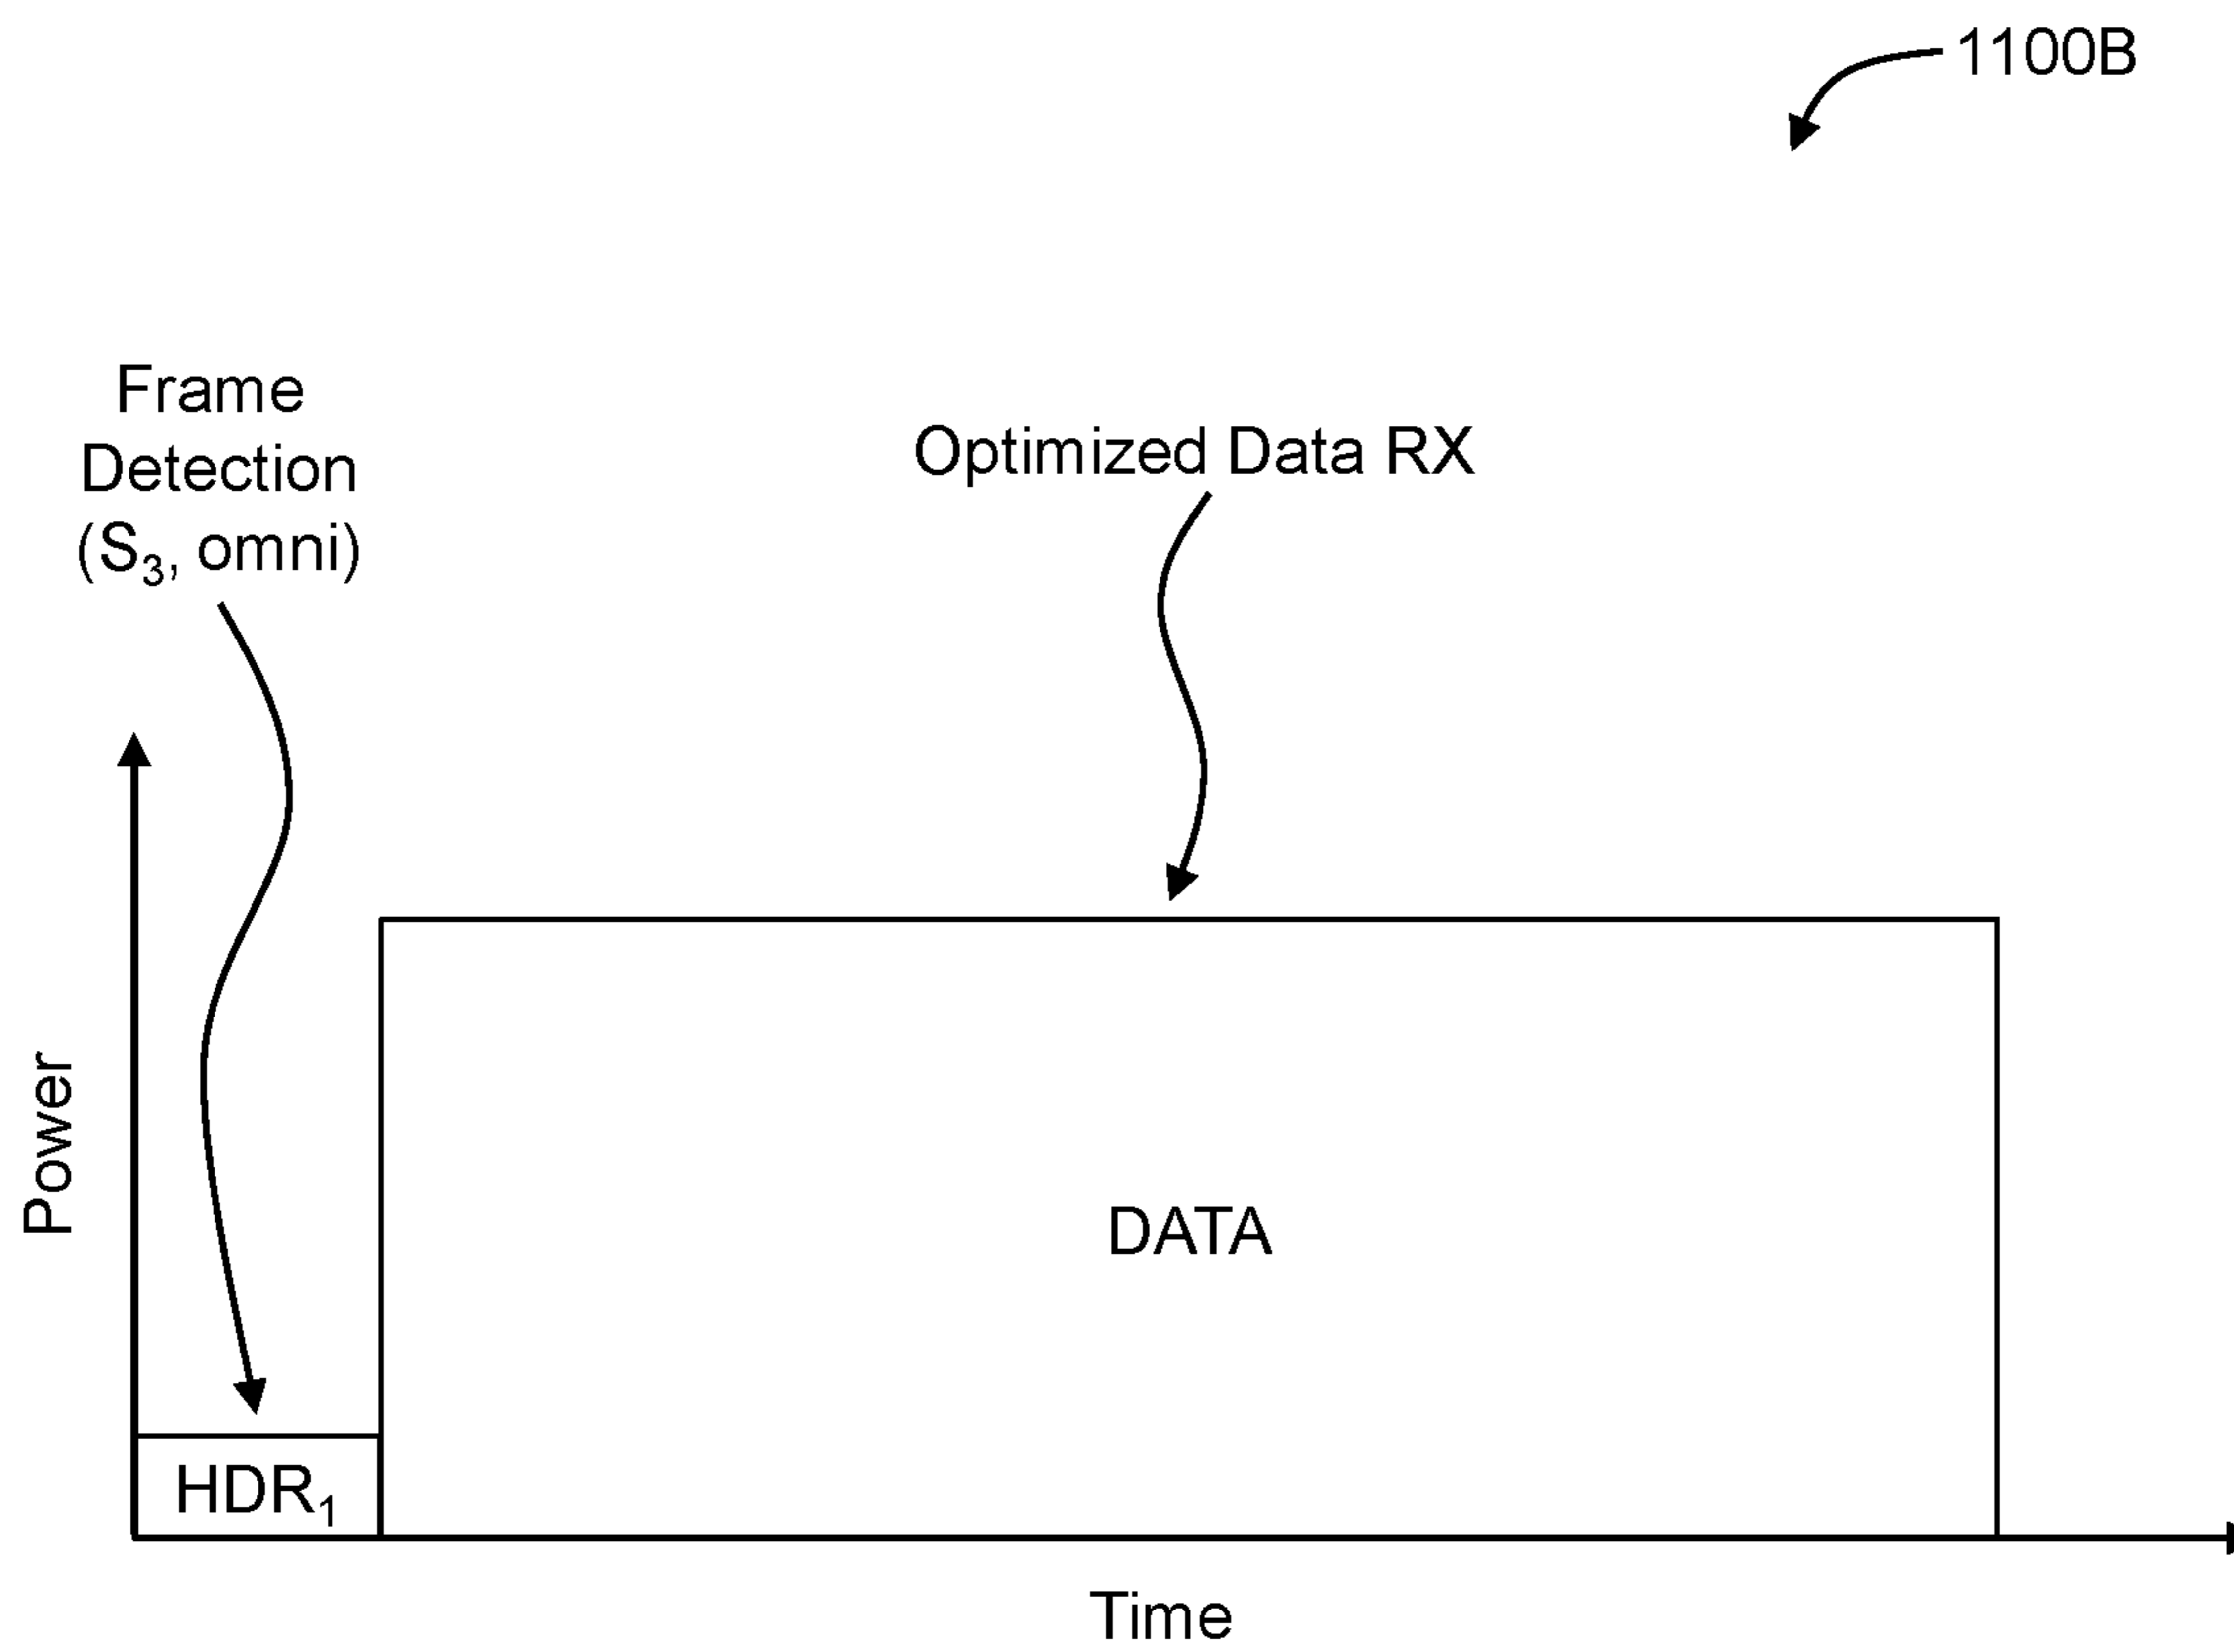 1100B
Frame
Detection
(S₃, omni)
Optimized Data RX
Power
DATA
HDR₁
Time